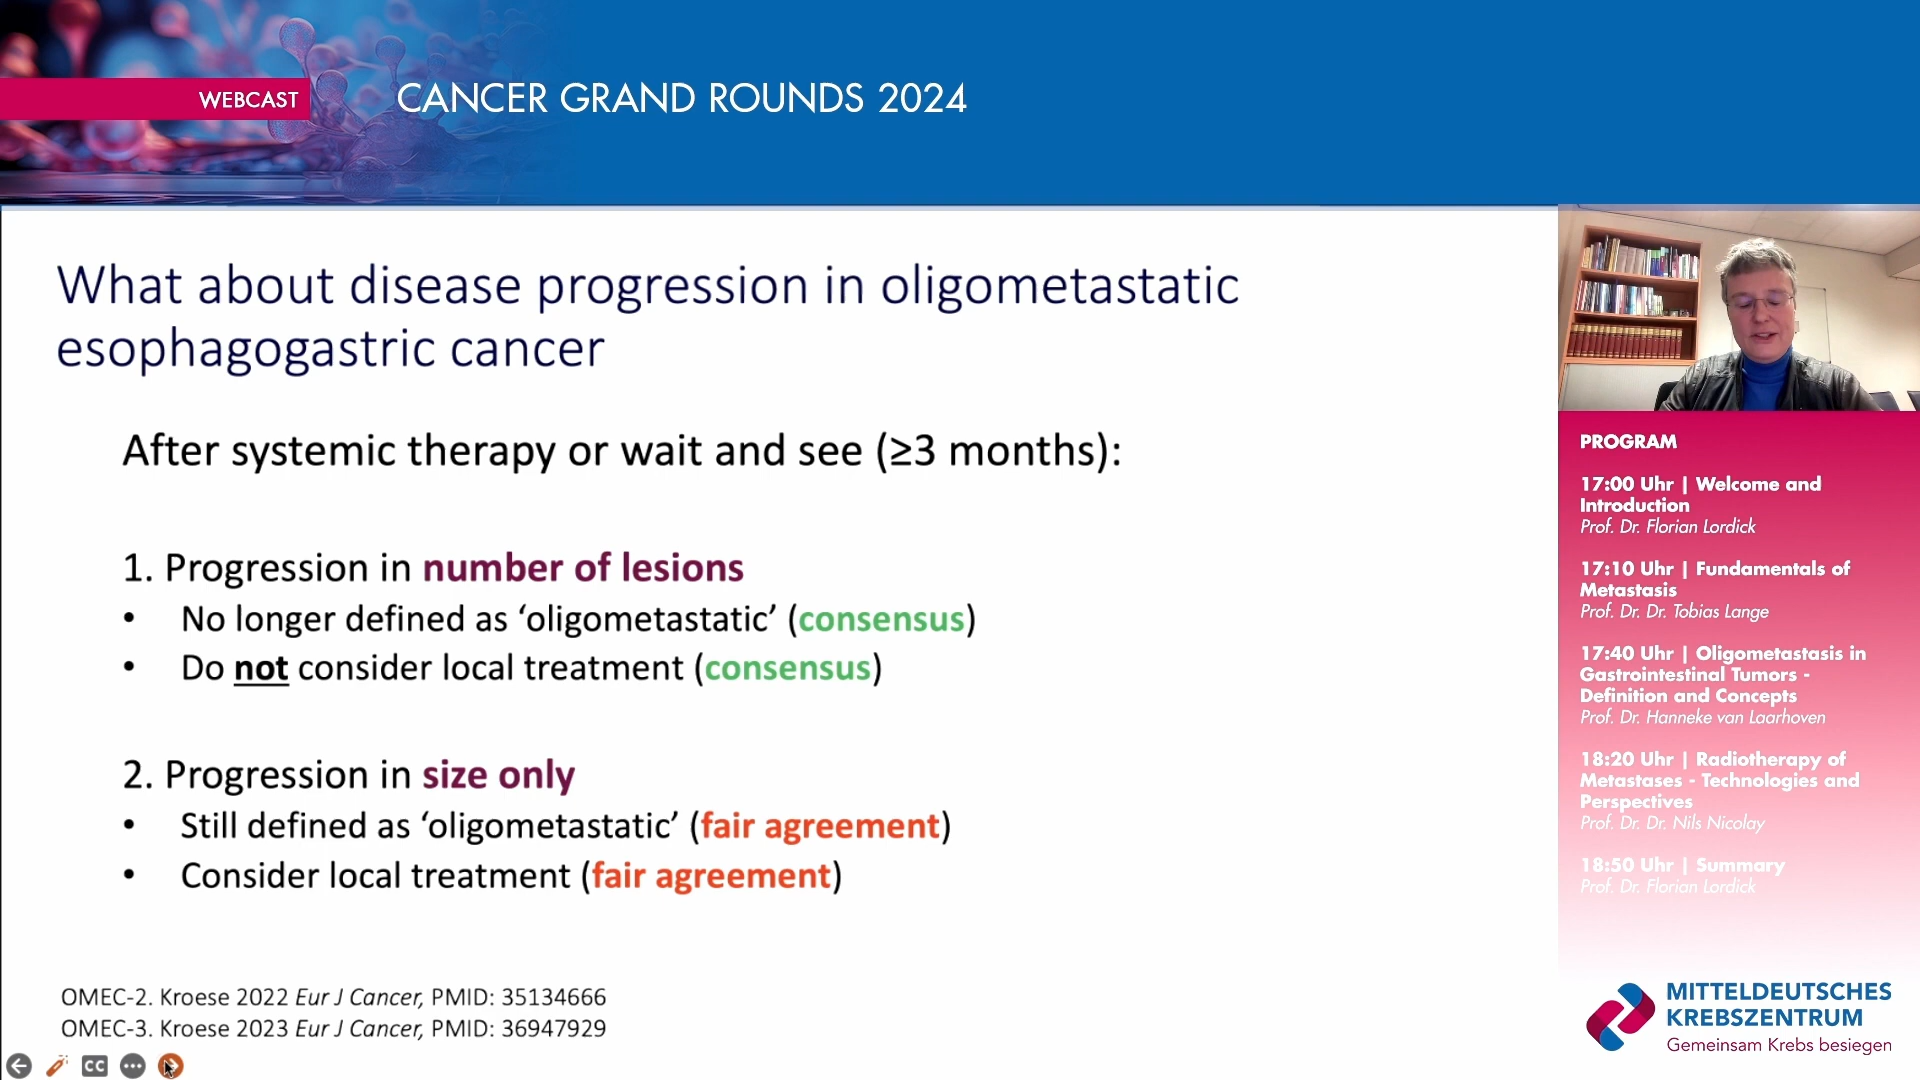 WEBCAST
CANCER GRAND ROUNDS 2024
What about disease progression in oligometastatic
esophagogastric cancer
After systemic therapy or wait and see (≥3 months):
1. Progression in number of lesions
• No longer defined as ‘oligometastatic’ (consensus)
• Do not consider local treatment (consensus)
2. Progression in size only
• Still defined as ‘oligometastatic’ (fair agreement)
• Consider local treatment (fair agreement)
OMEC-2. Kroese 2022 Eur J Cancer, PMID: 35134666
OMEC-3. Kroese 2023 Eur J Cancer, PMID: 36947929
CC
PROGRAM
17:00 Uhr | Welcome and
Introduction
Prof. Dr. Florian Lordick
17:10 Uhr | Fundamentals of
Metastasis
Prof. Dr. Dr. Tobias Lange
17:40 Uhr | Oligometastasis in
Gastrointestinal Tumors -
Definition and Concepts
Prof. Dr. Hanneke van Laarhoven
18:20 Uhr | Radiotherapy of
Metastases - Technologies and
Perspectives
Prof. Dr. Dr. Nils Nicolay
18:50 Uhr | Summary
Prof. Dr. Florian Lordick
MITTELDEUTSCHES
KREBSZENTRUM
Gemeinsam Krebs besiegen